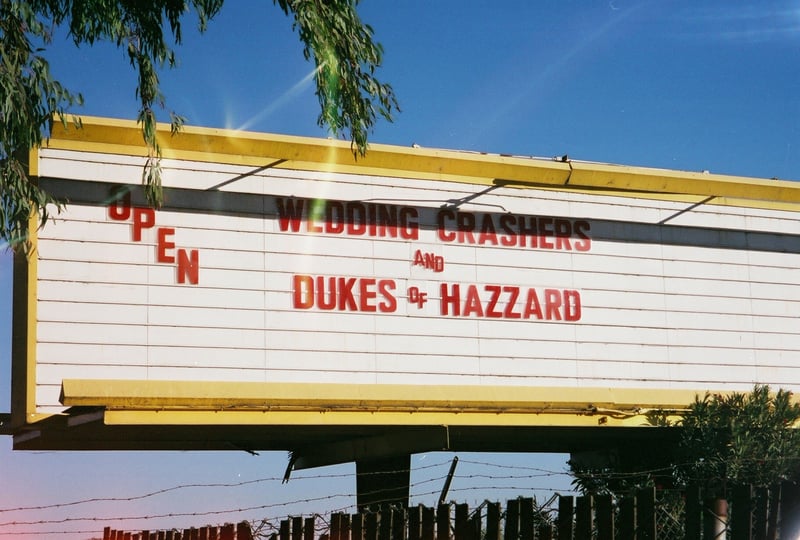 OPEN
WEDDING CRASHERS
AND
DUKES OF HAZZARD